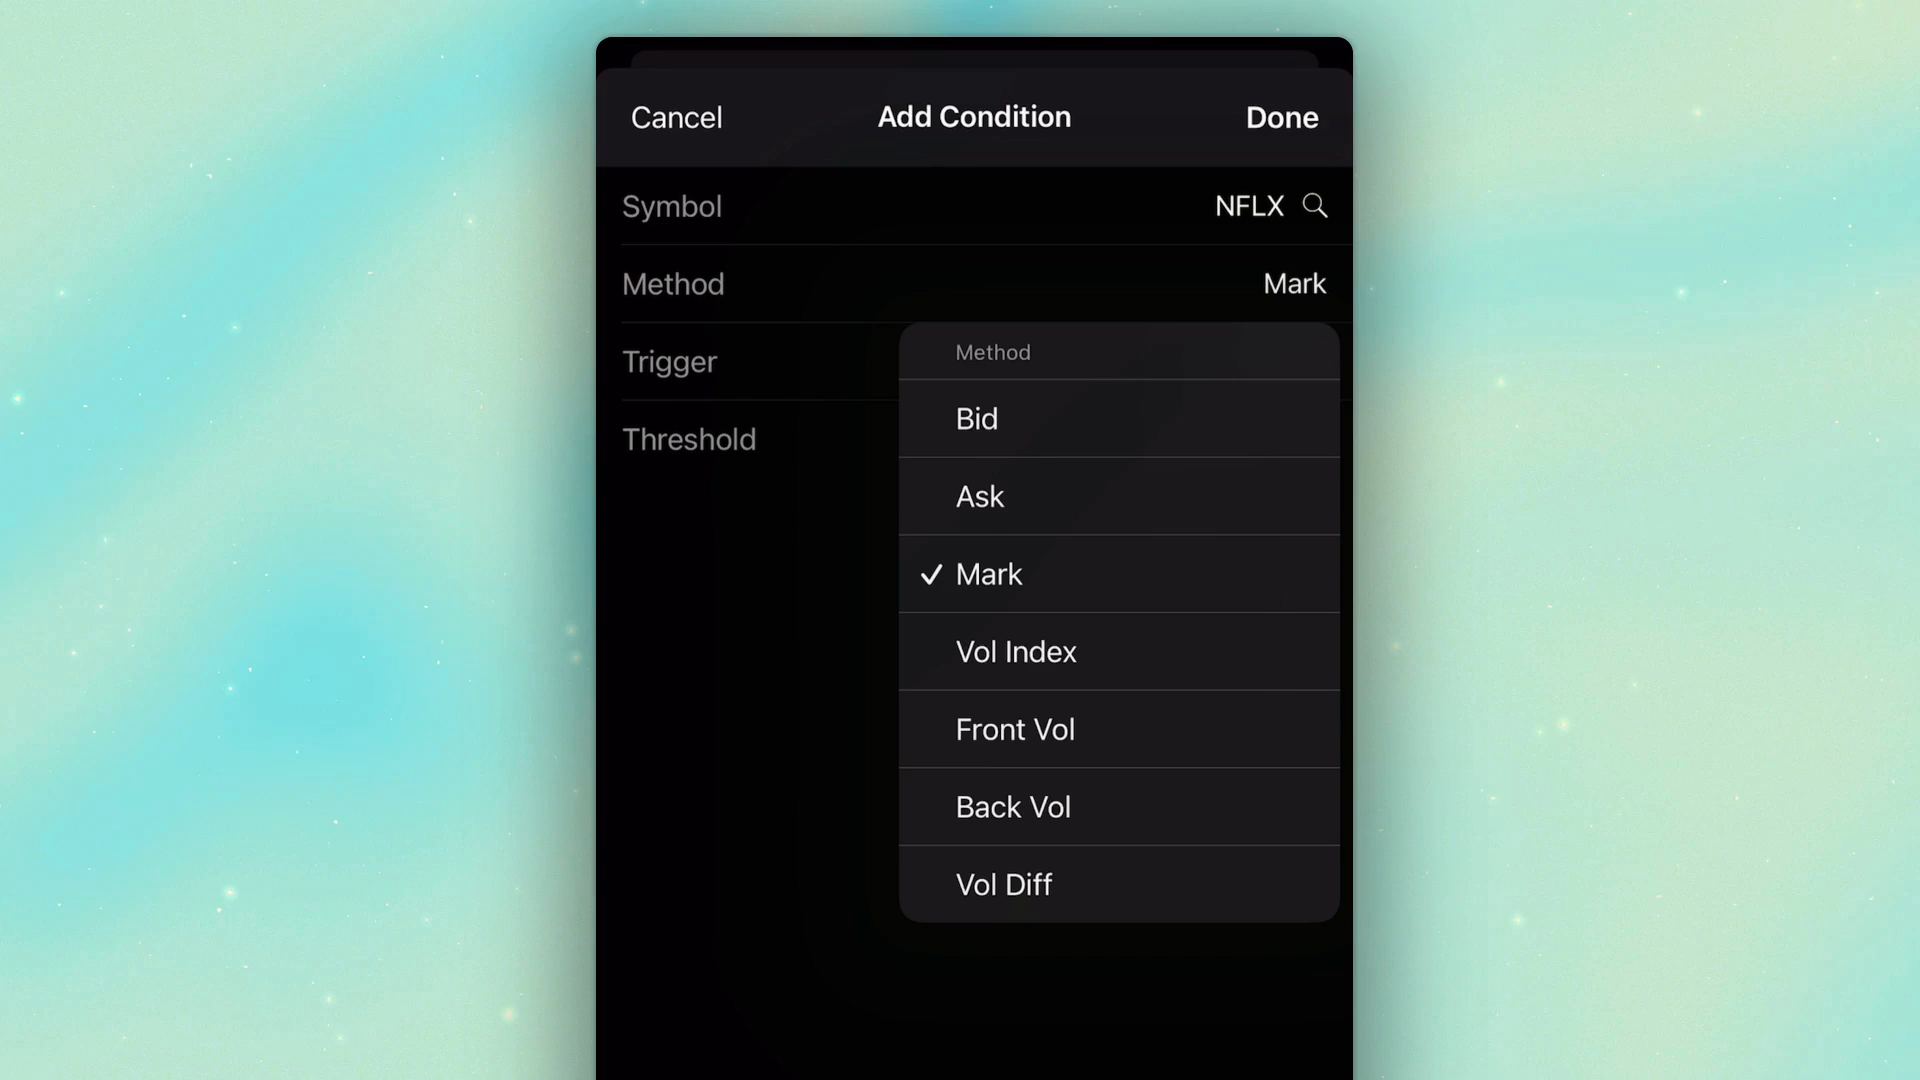 Cancel Add Condition Done
Symbol NFLX
Method Mark
Trigger
Threshold
Method
Bid
Ask
Mark
Vol Index
Front Vol
Back Vol
Vol Diff